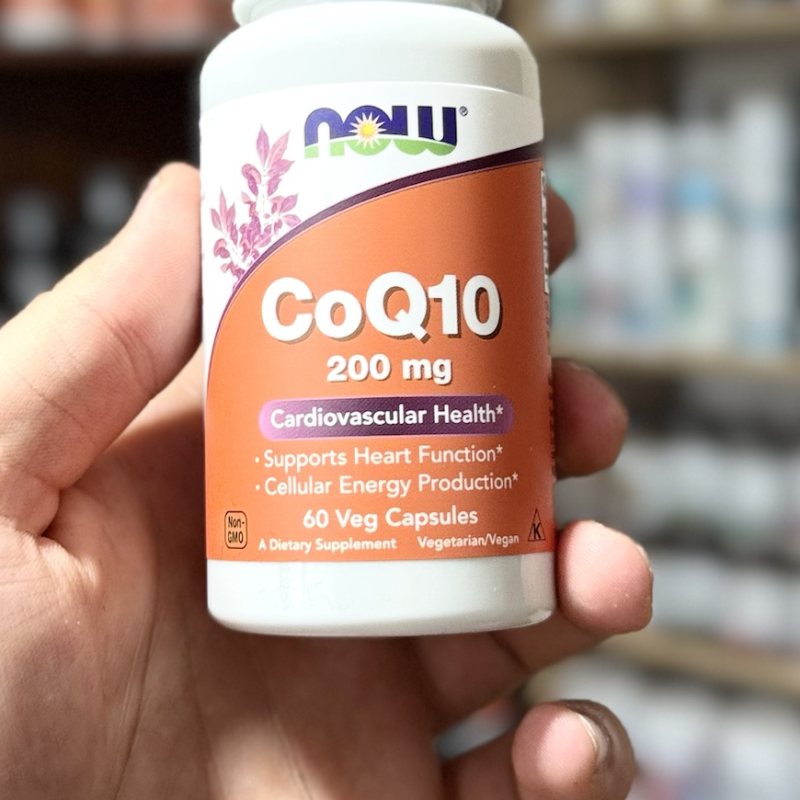 NOW®
CoQ10
200 mg
Cardiovascular Health*
• Supports Heart Function*
• Cellular Energy Production*
60 Veg Capsules
Non-
GMO
A Dietary Supplement Vegetarian/Vegan
K